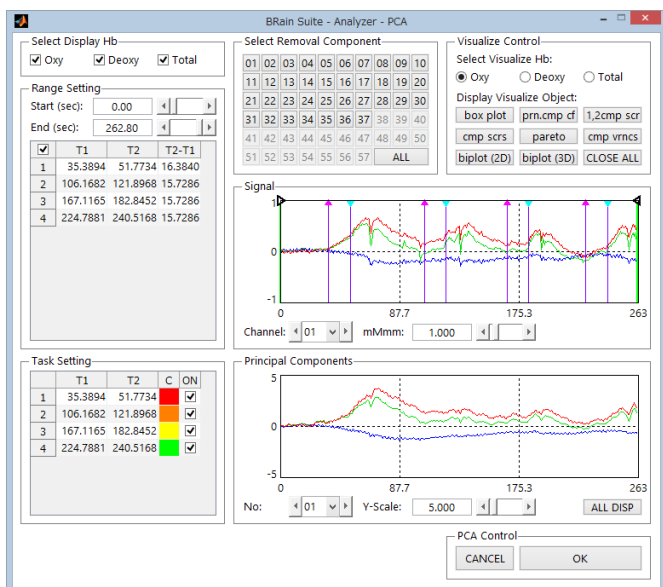 BRain Suite - Analyzer - PCA
Select Display Hb
Oxy Deoxy Total
Range Setting
Start (sec): 0.00
End (sec): 262.80
T1 T2 T2-T1
1 35.3894 51.7734 16.3840
2 106.1682 121.8968 15.7286
3 167.1165 182.8452 15.7286
4 224.7881 240.5168 15.7286
Task Setting
T1 T2 C ON
1 35.3894 51.7734
2 106.1682 121.8968
3 167.1165 182.8452
4 224.7881 240.5168
Select Removal Component
01 02 03 04 05 06 07 08 09 10
11 12 13 14 15 16 17 18 19 20
21 22 23 24 25 26 27 28 29 30
31 32 33 34 35 36 37 38 39 40
41 42 43 44 45 46 47 48 49 50
51 52 53 54 55 56 57 ALL
Visualize Control
Select Visualize Hb:
Oxy Deoxy Total
Display Visualize Object:
box plot prn.cmp cf 1,2cmp scr
cmp scrs pareto cmp vrncs
biplot (2D) biplot (3D) CLOSE ALL
Signal
1
0
-1
0 87.7 175.3 263
Channel: 01 mMmm: 1.000
Principal Components
5
0
-5
0 87.7 175.3 263
No: 01 Y-Scale: 5.000 ALL DISP
PCA Control
CANCEL OK